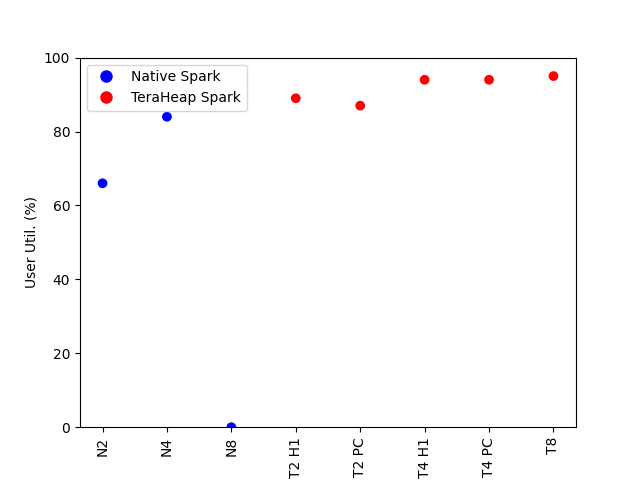 Native Spark
TeraHeap Spark
User Util. (%)
100
80
60
40
20
0
N2
N4
N8
T2 H1
T2 PC
T4 H1
T4 PC
T8